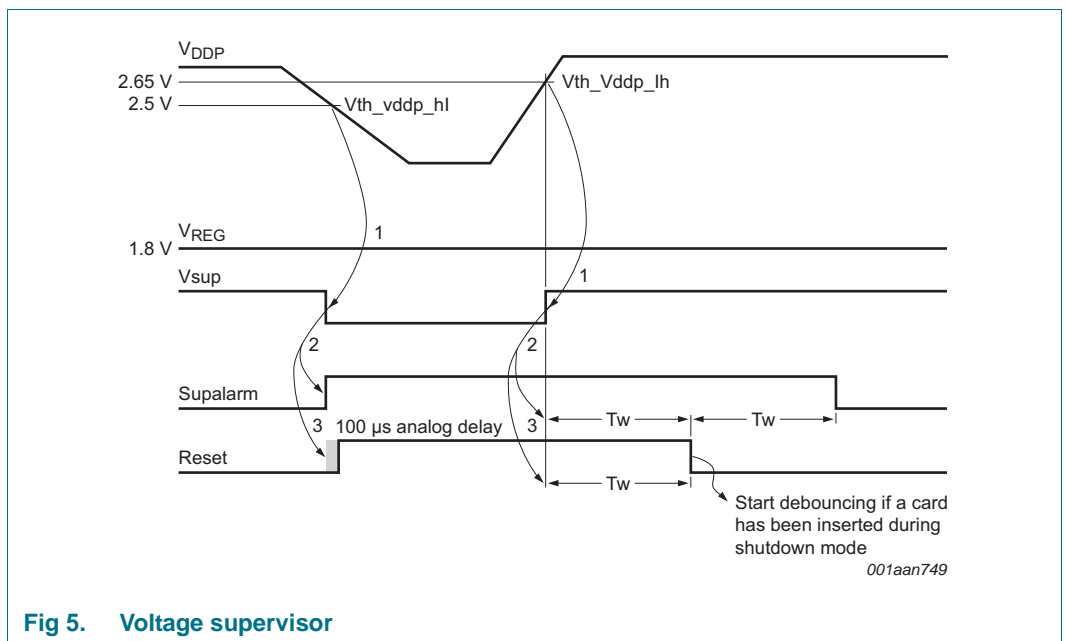 VDDP
2.65 V
Vth_Vddp_lh
2.5 V
Vth_vddp_hl
1
VREG
1.8 V
Vsup
1
2
2
Supalarm
Tw
Tw
3
100 µs analog delay
3
Reset
Tw
Start debouncing if a card
has been inserted during
shutdown mode
001aan749
Fig 5. Voltage supervisor